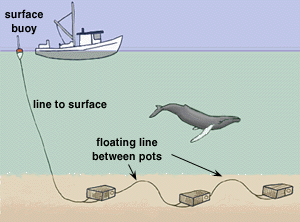 surface
buoy
line to surface
floating line
between pots